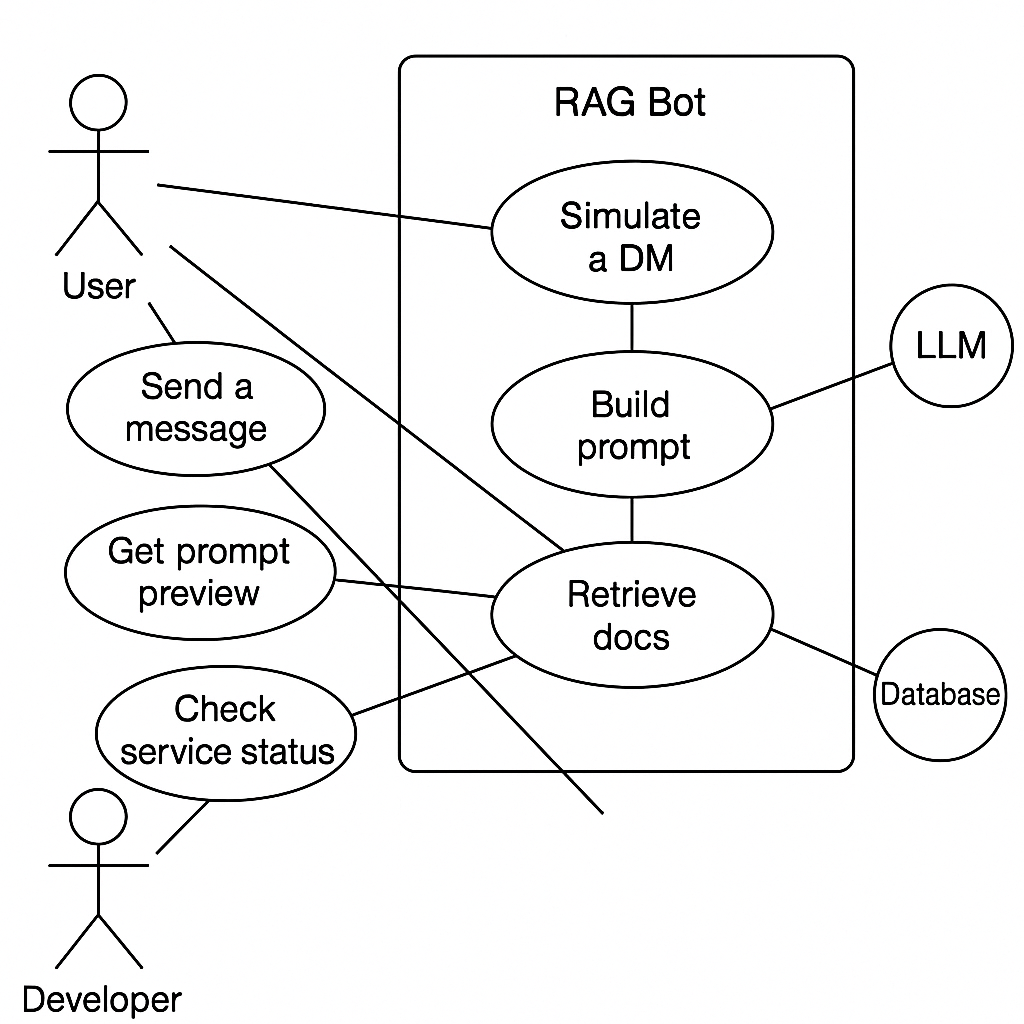 RAG Bot
User
Simulate
a DM
LLM
Send a
message
Build
prompt
Get prompt
preview
Retrieve
docs
Database
Check
service status
Developer